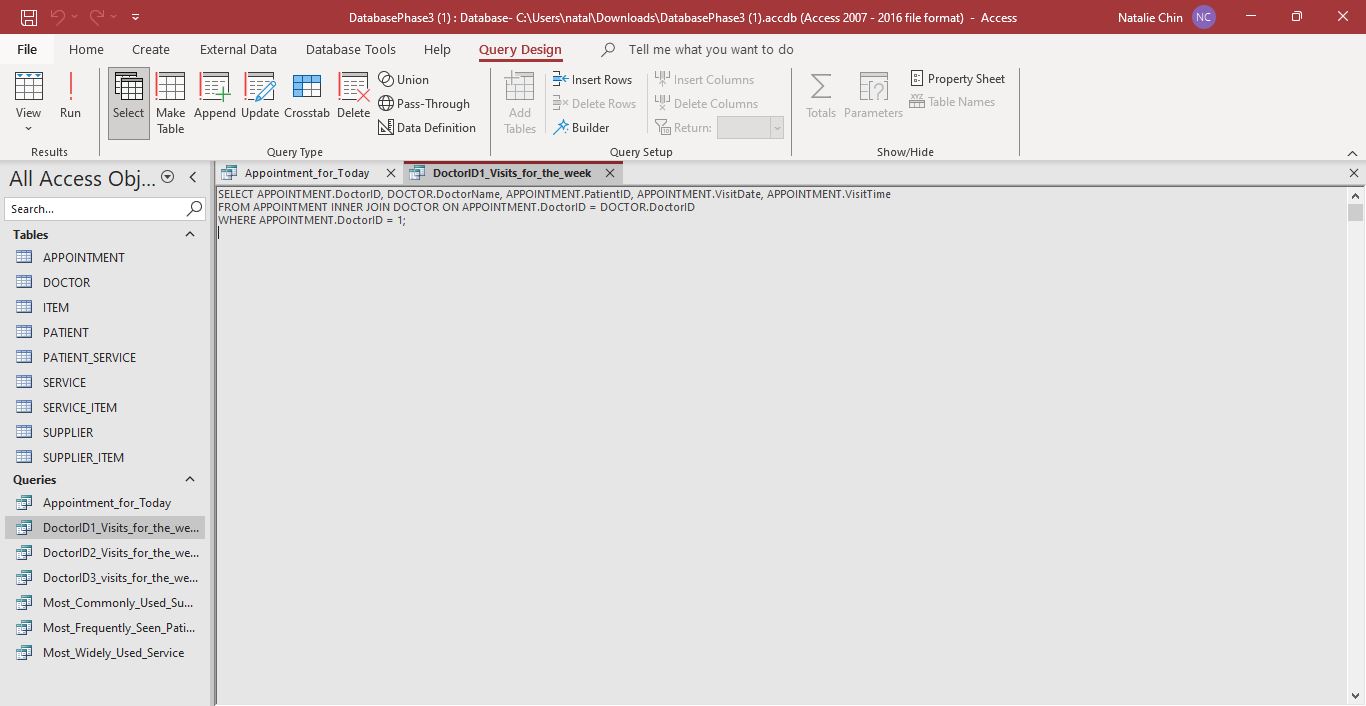 DatabasePhase3 (1) : Database- C:\Users\natal\Downloads\DatabasePhase3 (1).accdb (Access 2007 - 2016 file format) - Access
Natalie Chin
NC
File
Home
Create
External Data
Database Tools
Help
Query Design
Tell me what you want to do
View
Run
Results
Select
Make Table
Append
Update
Crosstab
Delete
Union
Pass-Through
Data Definition
Query Type
Add Tables
Insert Rows
Delete Rows
Builder
Insert Columns
Delete Columns
Return:
Query Setup
Totals
Parameters
Property Sheet
Table Names
Show/Hide
All Access Obj...
Search...
Tables
APPOINTMENT
DOCTOR
ITEM
PATIENT
PATIENT_SERVICE
SERVICE
SERVICE_ITEM
SUPPLIER
SUPPLIER_ITEM
Queries
Appointment_for_Today
DoctorID1_Visits_for_the_we...
DoctorID2_Visits_for_the_we...
DoctorID3_visits_for_the_we...
Most_Commonly_Used_Su...
Most_Frequently_Seen_Pati...
Most_Widely_Used_Service
Appointment_for_Today
DoctorID1_Visits_for_the_week
SELECT APPOINTMENT.DoctorID, DOCTOR.DoctorName, APPOINTMENT.PatientID, APPOINTMENT.VisitDate, APPOINTMENT.VisitTime
FROM APPOINTMENT INNER JOIN DOCTOR ON APPOINTMENT.DoctorID = DOCTOR.DoctorID
WHERE APPOINTMENT.DoctorID = 1;